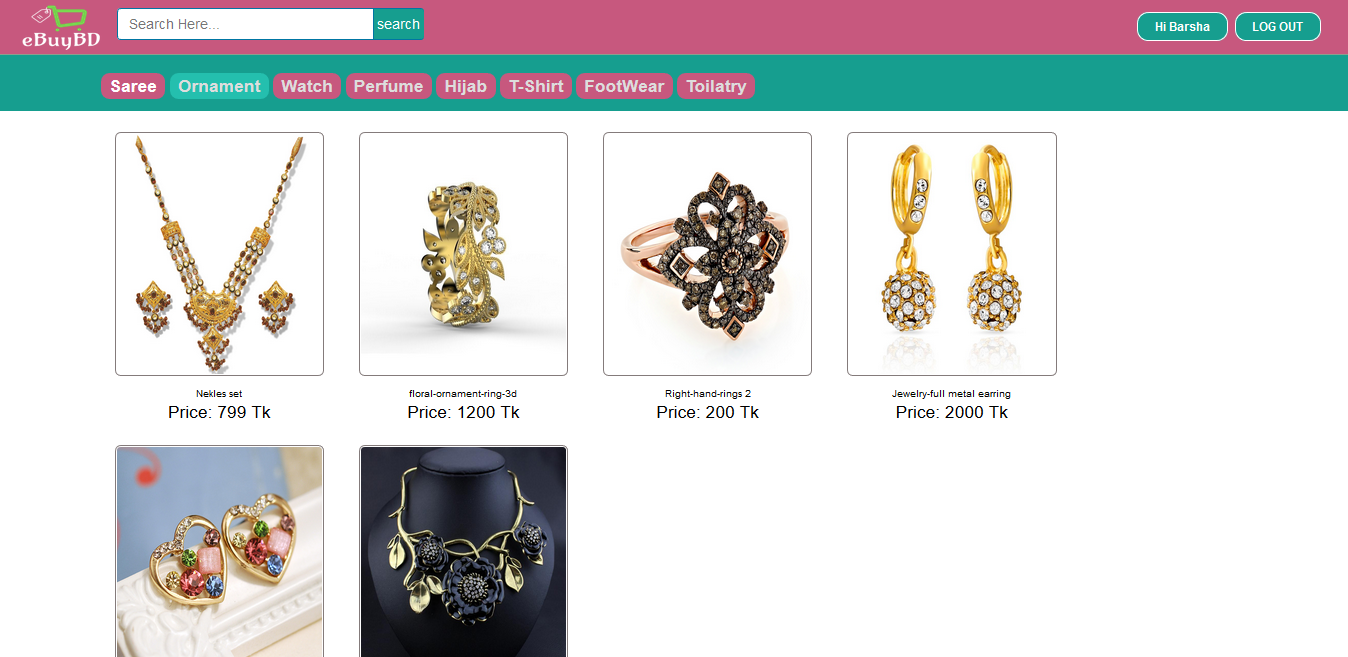 eBuyBD
Search Here...
search
Hi Barsha
LOG OUT
Saree
Ornament
Watch
Perfume
Hijab
T-Shirt
FootWear
Toilatry
Nekles set
Price: 799 Tk
floral-ornament-ring-3d
Price: 1200 Tk
Right-hand-rings 2
Price: 200 Tk
Jewelry-full metal earring
Price: 2000 Tk